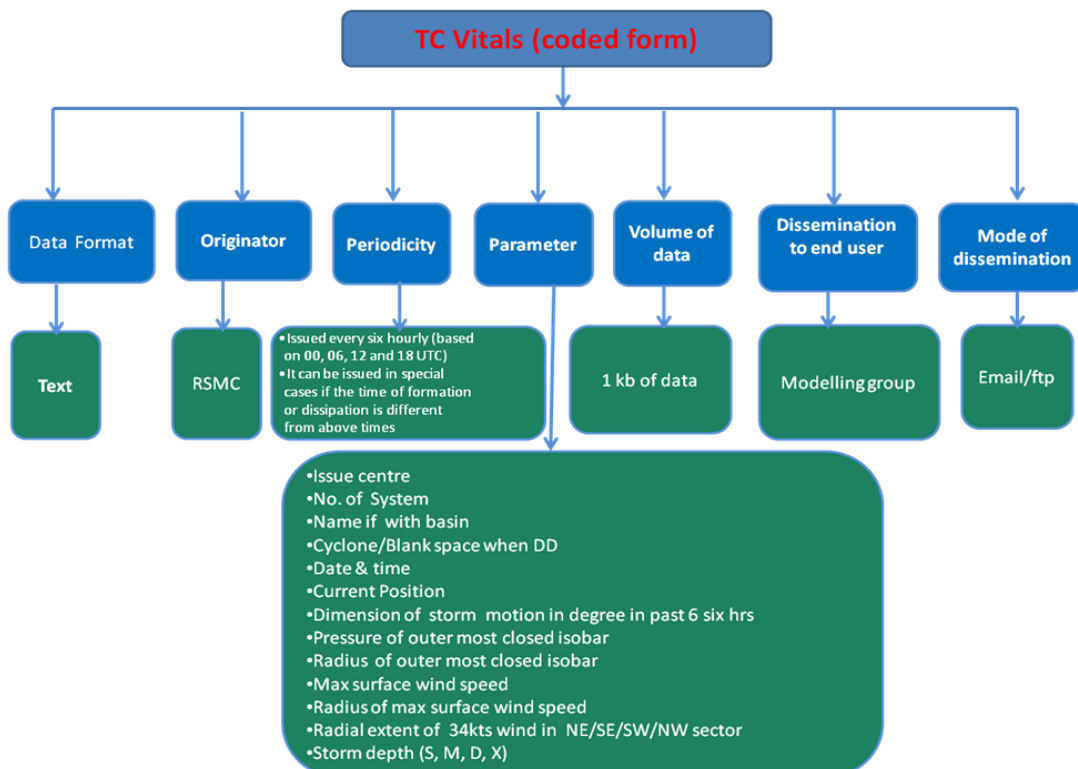 TC Vitals (coded form)
Data Format
Originator
Periodicity
Parameter
Volume of
data
Dissemination
to end user
Mode of
dissemination
Text
RSMC
•Issued every six hourly (based
on 00, 06, 12 and 18 UTC)
•It can be issued in special
cases if the time of formation
or dissipation is different
from above times
1 kb of data
Modelling group
Email/ftp
•Issue centre
•No. of System
•Name if with basin
•Cyclone/Blank space when DD
•Date & time
•Current Position
•Dimension of storm motion in degree in past 6 six hrs
•Pressure of outer most closed isobar
•Radius of outer most closed isobar
•Max surface wind speed
•Radius of max surface wind speed
•Radial extent of 34kts wind in NE/SE/SW/NW sector
•Storm depth (S, M, D, X)